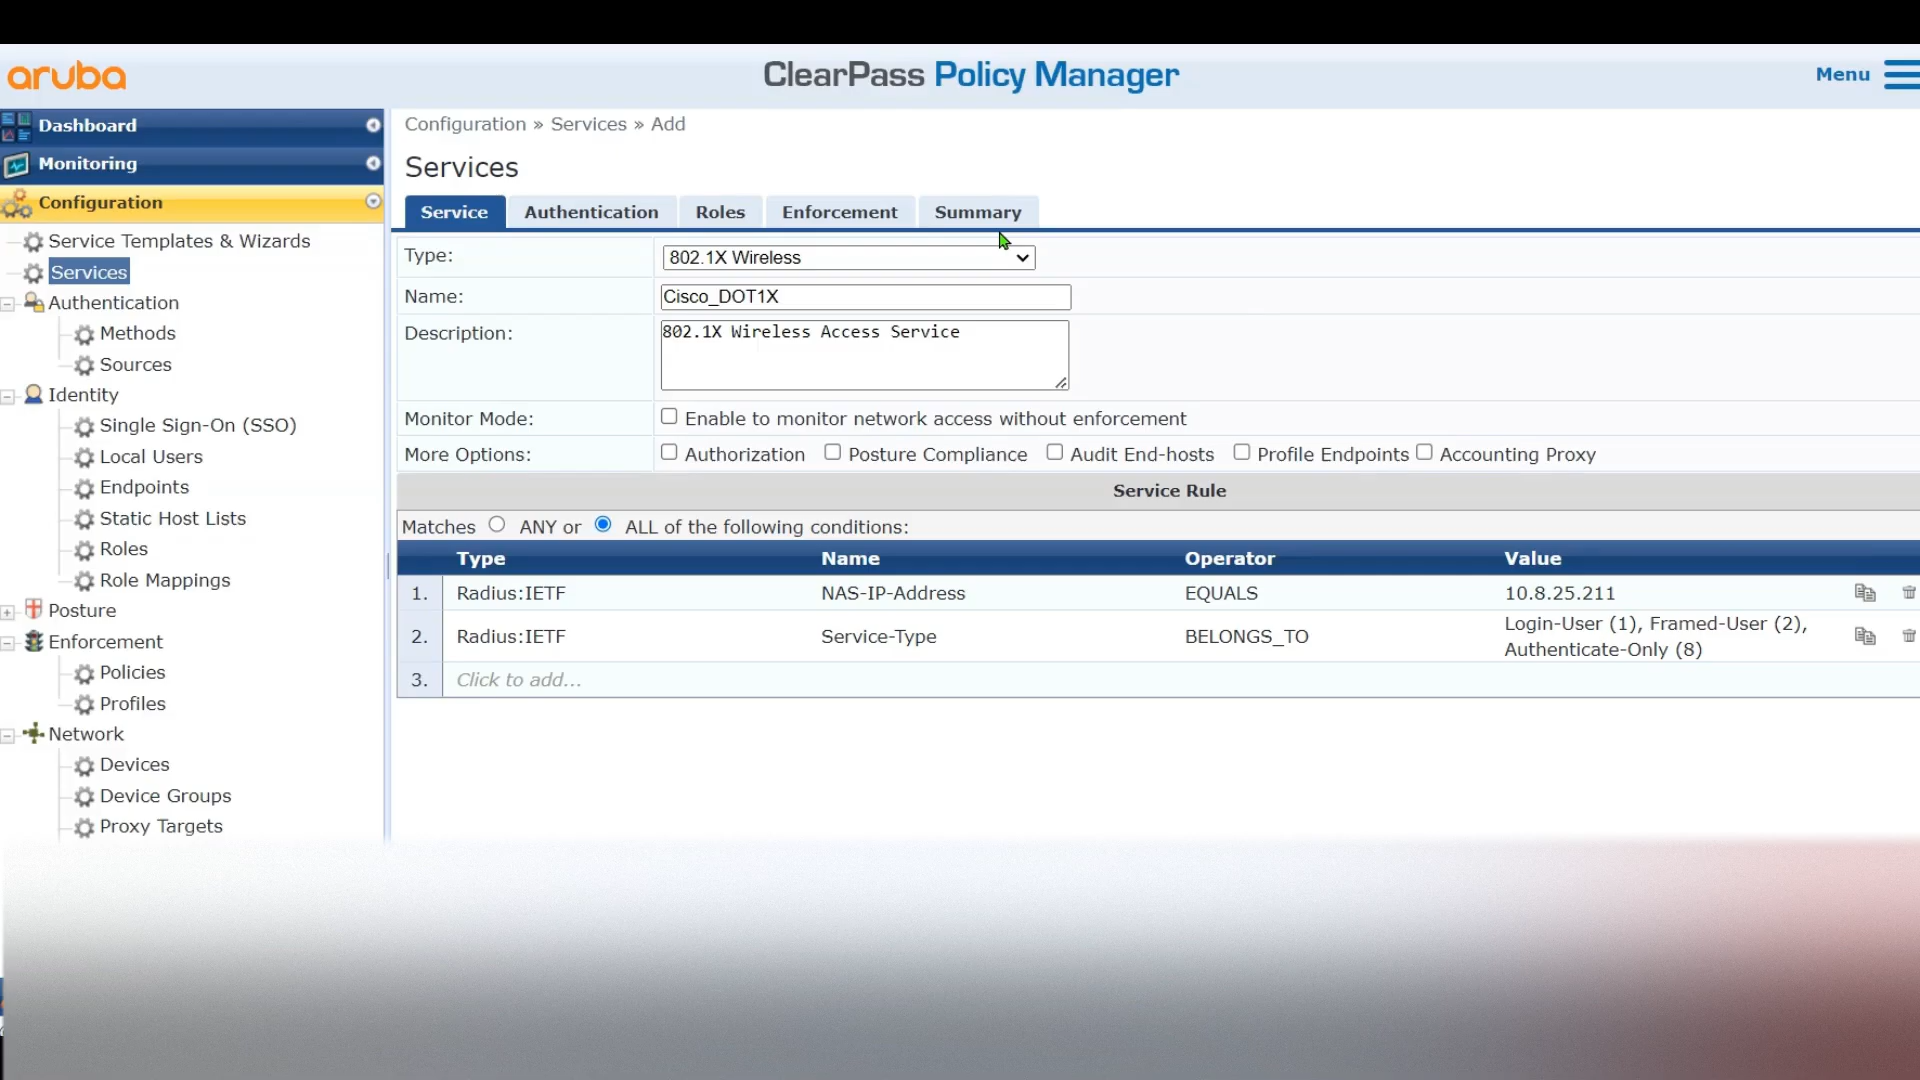 aruba
ClearPass Policy Manager
Menu
Dashboard
Monitoring
Configuration
Service Templates & Wizards
Services
Authentication
Methods
Sources
Identity
Single Sign-On (SSO)
Local Users
Endpoints
Static Host Lists
Roles
Role Mappings
Posture
Enforcement
Policies
Profiles
Network
Devices
Device Groups
Proxy Targets
Configuration » Services » Add
Services
Service Authentication Roles Enforcement Summary
Type: 802.1X Wireless
Name: Cisco_DOT1X
Description: 802.1X Wireless Access Service
Monitor Mode: Enable to monitor network access without enforcement
More Options: Authorization Posture Compliance Audit End-hosts Profile Endpoints Accounting Proxy
Service Rule
Matches ANY or ALL of the following conditions:
Type Name Operator Value
1. Radius:IETF NAS-IP-Address EQUALS 10.8.25.211
2. Radius:IETF Service-Type BELONGS_TO Login-User (1), Framed-User (2),
Authenticate-Only (8)
3. Click to add...